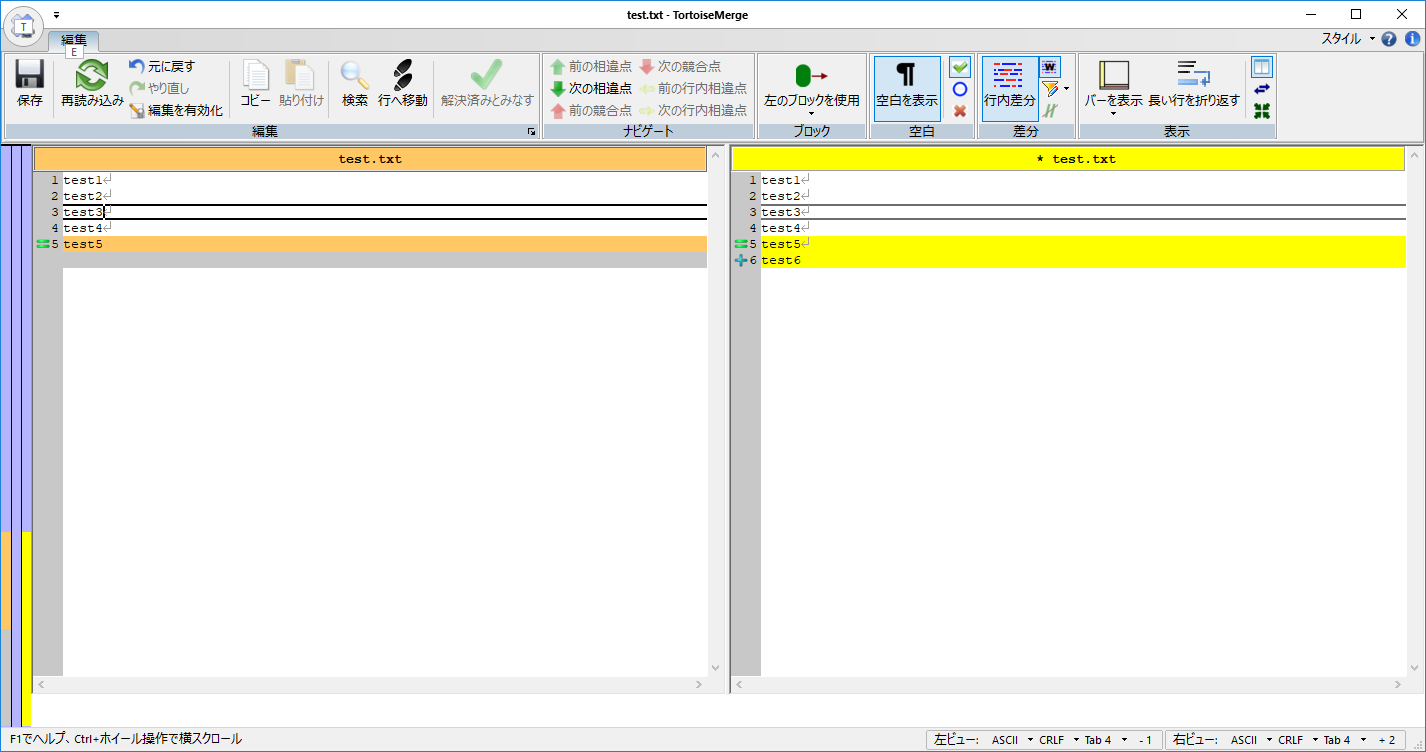 test.txt - TortoiseMerge
T
編集
E
スタイル
保存
再読み込み
元に戻す
やり直し
編集を有効化
コピー
貼り付け
検索
行へ移動
解決済みとみなす
編集
前の相違点
次の相違点
前の競合点
次の競合点
前の行内相違点
次の行内相違点
ナビゲート
左のブロックを使用
ブロック
空白を表示
空白
行内差分
W
差分
バーを表示
長い行を折り返す
表示
test.txt
1 test1
2 test2
3 test3
4 test4
5 test5
* test.txt
1 test1
2 test2
3 test3
4 test4
5 test5
6 test6
F1でヘルプ、Ctrl+ホイール操作で横スクロール
左ビュー: ASCII CRLF Tab 4 - 1
右ビュー: ASCII CRLF Tab 4 + 2